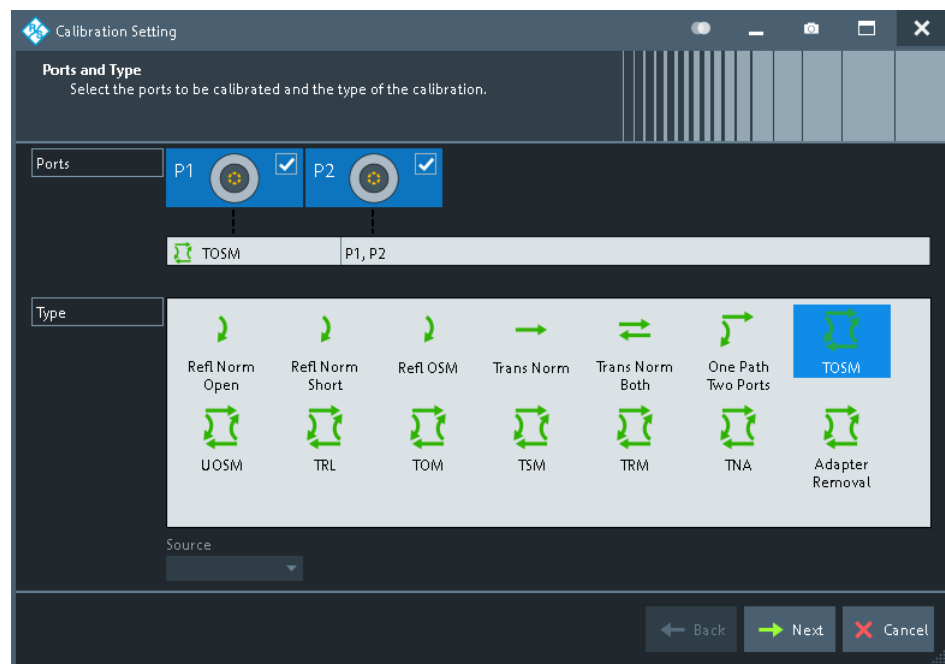 R&S Calibration Setting
Ports and Type
Select the ports to be calibrated and the type of the calibration.
Ports
P1
P2
TOSM
P1, P2
Type
Refl Norm
Open
Refl Norm
Short
Refl OSM
Trans Norm
Trans Norm
Both
One Path
Two Ports
TOSM
UOSM
TRL
TOM
TSM
TRM
TNA
Adapter
Removal
Source
Back
Next
Cancel